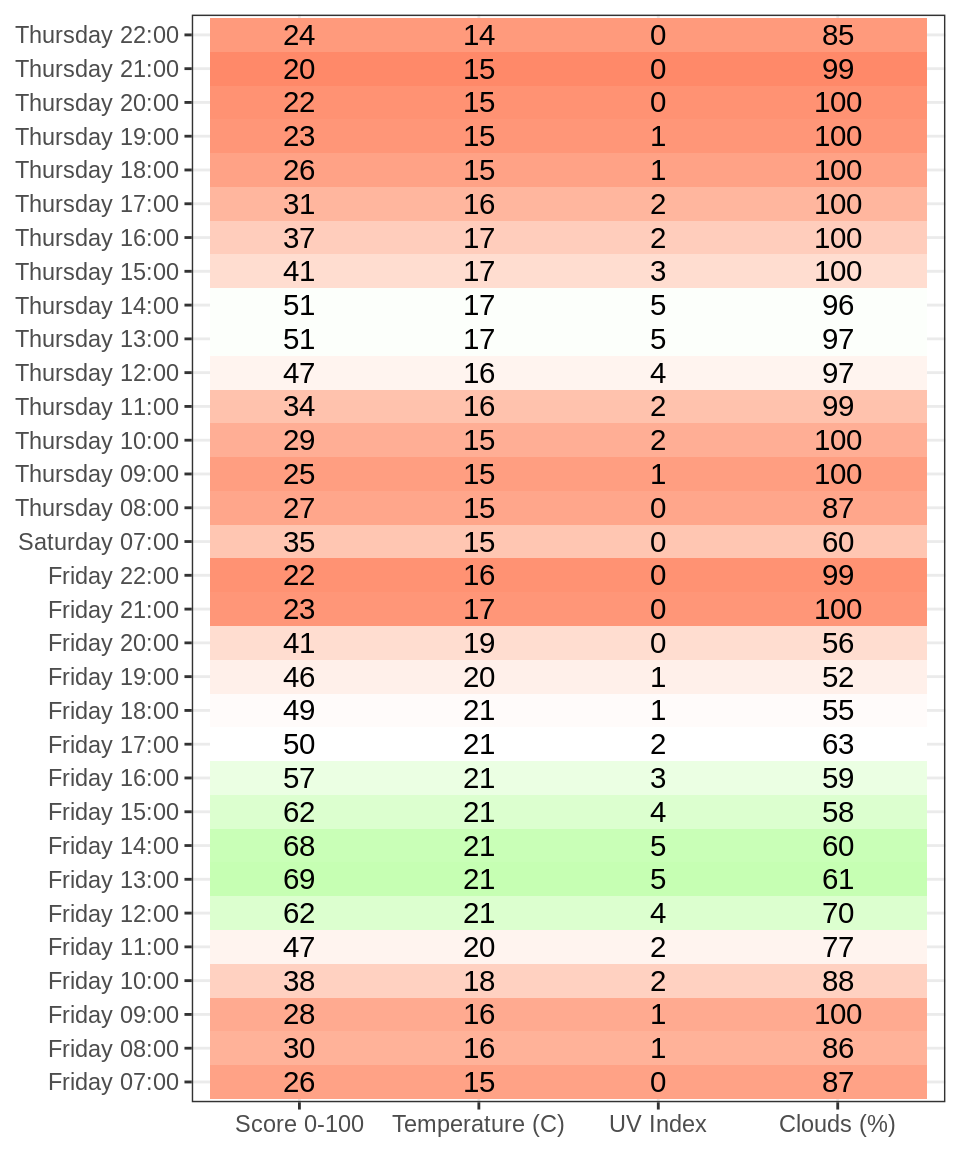 Thursday 22:00 24 14 0 85
Thursday 21:00 20 15 0 99
Thursday 20:00 22 15 0 100
Thursday 19:00 23 15 1 100
Thursday 18:00 26 15 1 100
Thursday 17:00 31 16 2 100
Thursday 16:00 37 17 2 100
Thursday 15:00 41 17 3 100
Thursday 14:00 51 17 5 96
Thursday 13:00 51 17 5 97
Thursday 12:00 47 16 4 97
Thursday 11:00 34 16 2 99
Thursday 10:00 29 15 2 100
Thursday 09:00 25 15 1 100
Thursday 08:00 27 15 0 87
Saturday 07:00 35 15 0 60
Friday 22:00 22 16 0 99
Friday 21:00 23 17 0 100
Friday 20:00 41 19 0 56
Friday 19:00 46 20 1 52
Friday 18:00 49 21 1 55
Friday 17:00 50 21 2 63
Friday 16:00 57 21 3 59
Friday 15:00 62 21 4 58
Friday 14:00 68 21 5 60
Friday 13:00 69 21 5 61
Friday 12:00 62 21 4 70
Friday 11:00 47 20 2 77
Friday 10:00 38 18 2 88
Friday 09:00 28 16 1 100
Friday 08:00 30 16 1 86
Friday 07:00 26 15 0 87
Score 0-100 Temperature (C) UV Index Clouds (%)